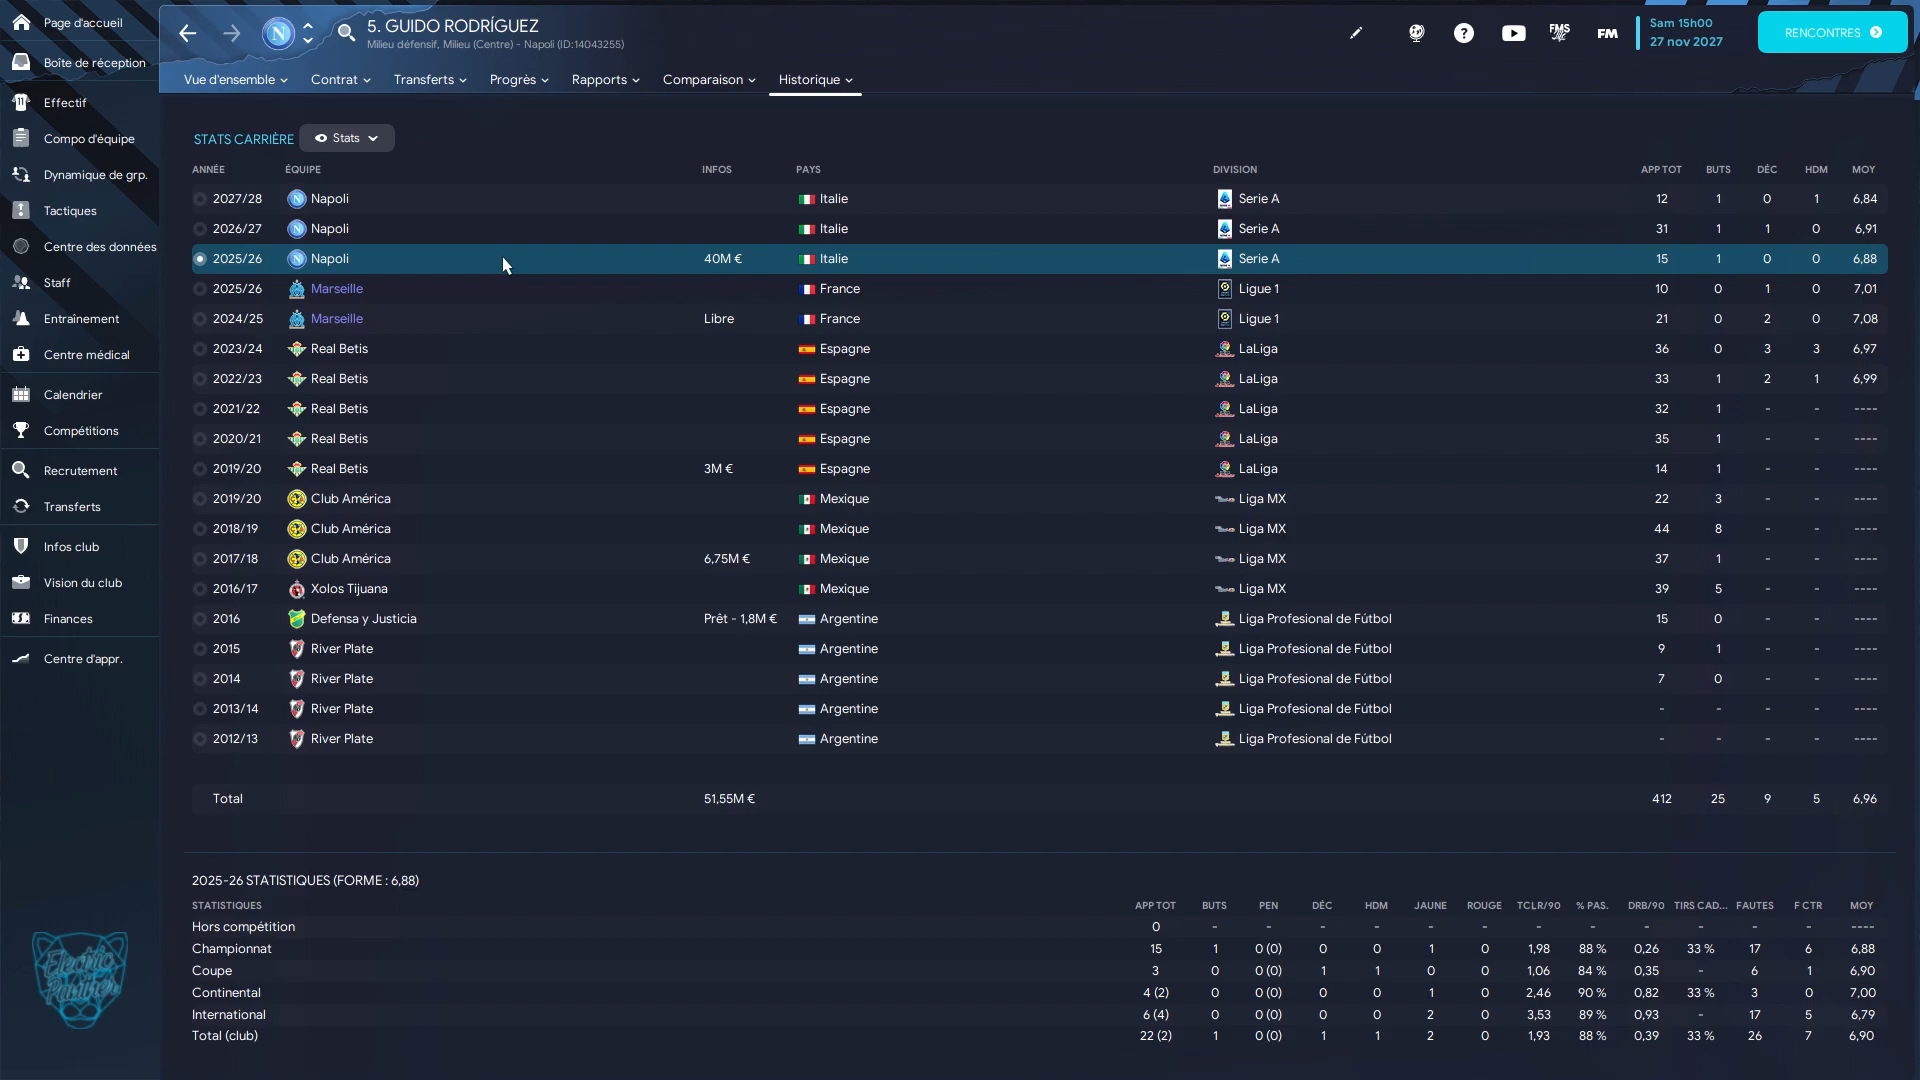 Page d'accueil
Boîte de réception
Effectif
Compo d'équipe
Dynamique de grp.
Tactiques
Centre des données
Staff
Entraînement
Centre médical
Calendrier
Compétitions
Recrutement
Transferts
Infos club
Vision du club
Finances
Centre d'appr.
Electric Panther
5. GUIDO RODRÍGUEZ
Milieu défensif, Milieu (Centre) - Napoli (ID:14043255)
FMS
FM
Sam 15h00
27 nov 2027
RENCONTRES
Vue d'ensemble Contrat Transferts Progrès Rapports Comparaison Historique
STATS CARRIÈRE Stats
ANNÉE ÉQUIPE INFOS PAYS DIVISION APP TOT BUTS DÉC HDM MOY
2027/28 Napoli Italie Serie A 12 1 0 1 6,84
2026/27 Napoli Italie Serie A 31 1 1 0 6,91
2025/26 Napoli 40M € Italie Serie A 15 1 0 0 6,88
2025/26 Marseille France Ligue 1 10 0 1 0 7,01
2024/25 Marseille Libre France Ligue 1 21 0 2 0 7,08
2023/24 Real Betis Espagne LaLiga 36 0 3 3 6,97
2022/23 Real Betis Espagne LaLiga 33 1 2 1 6,99
2021/22 Real Betis Espagne LaLiga 32 1 - - ----
2020/21 Real Betis Espagne LaLiga 35 1 - - ----
2019/20 Real Betis 3M € Espagne LaLiga 14 1 - - ----
2019/20 Club América Mexique Liga MX 22 3 - - ----
2018/19 Club América Mexique Liga MX 44 8 - - ----
2017/18 Club América 6,75M € Mexique Liga MX 37 1 - - ----
2016/17 Xolos Tijuana Mexique Liga MX 39 5 - - ----
2016 Defensa y Justicia Prêt - 1,8M € Argentine Liga Profesional de Fútbol 15 0 - - ----
2015 River Plate Argentine Liga Profesional de Fútbol 9 1 - - ----
2014 River Plate Argentine Liga Profesional de Fútbol 7 0 - - ----
2013/14 River Plate Argentine Liga Profesional de Fútbol - - - - ----
2012/13 River Plate Argentine Liga Profesional de Fútbol - - - - ----
Total 51,55M € 412 25 9 5 6,96
2025-26 STATISTIQUES (FORME : 6,88)
STATISTIQUES APP TOT BUTS PEN DÉC HDM JAUNE ROUGE TCLR/90 % PAS. DRB/90 TIRS CAD... FAUTES F CTR MOY
Hors compétition 0 - - - - - - - - - - - - ----
Championnat 15 1 0 (0) 0 0 1 0 1,98 88 % 0,26 33 % 17 6 6,88
Coupe 3 0 0 (0) 1 1 0 0 1,06 84 % 0,35 - 6 1 6,90
Continental 4 (2) 0 0 (0) 0 0 1 0 2,46 90 % 0,82 33 % 3 0 7,00
International 6 (4) 0 0 (0) 0 0 2 0 3,53 89 % 0,93 - 17 5 6,79
Total (club) 22 (2) 1 0 (0) 1 1 2 0 1,93 88 % 0,39 33 % 26 7 6,90